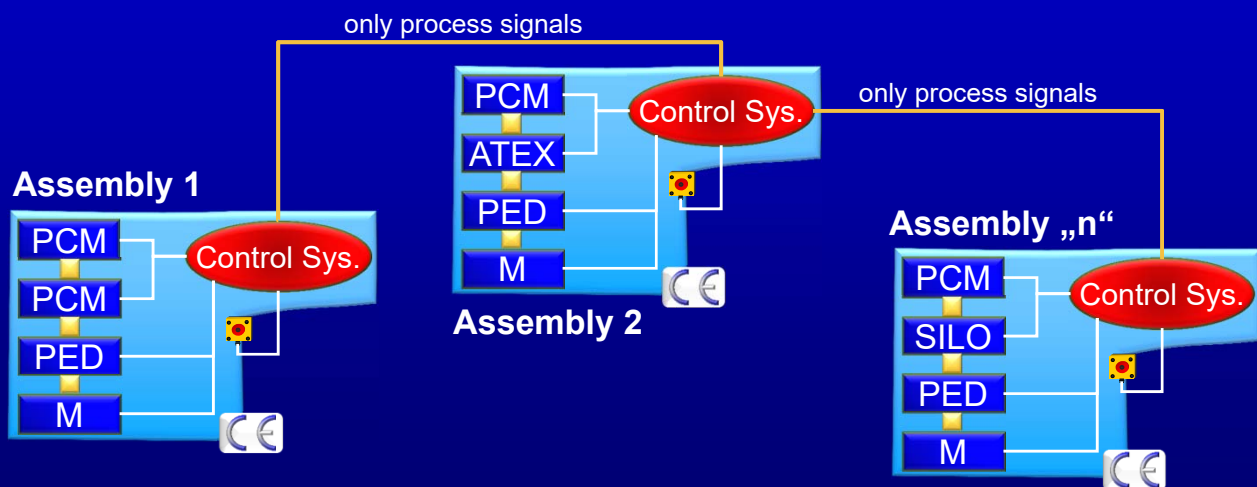 only process signals
PCM
ATEX
PED
M
Control Sys.
only process signals
Assembly 1
PCM
PCM
PED
M
Control Sys.
CE
Assembly 2
CE
Assembly „n“
PCM
SILO
PED
M
Control Sys.
CE